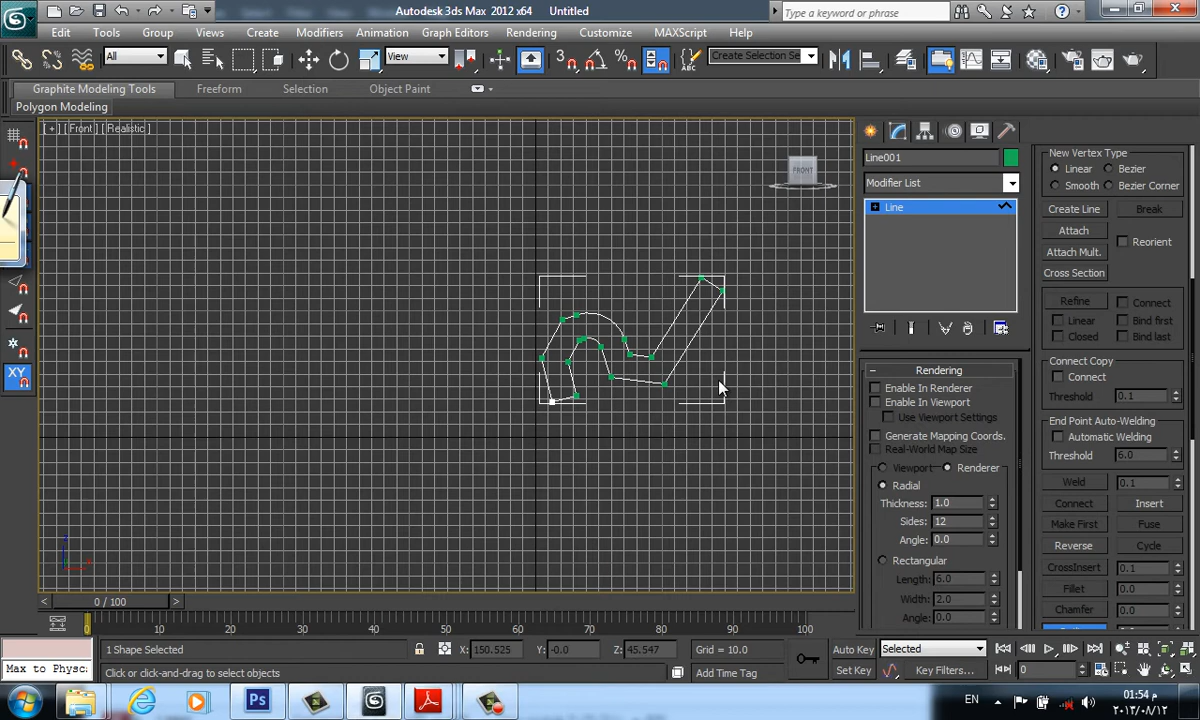 Autodesk 3ds Max 2012 x64 Untitled
Type a keyword or phrase
Edit Tools Group Views Create Modifiers Animation Graph Editors Rendering Customize MAXScript Help
All
View
3
Create Selection Se
Graphite Modeling Tools Freeform Selection Object Paint
Polygon Modeling
[ + ] [ Front ] [ Realistic ]
FRONT
XY
Line001
Modifier List
Line
Rendering
Enable In Renderer
Enable In Viewport
Use Viewport Settings
Generate Mapping Coords.
Real-World Map Size
Viewport Renderer
Radial
Thickness: 1.0
Sides: 12
Angle: 0.0
Rectangular
Length: 6.0
Width: 2.0
Angle: 0.0
New Vertex Type
Linear Bezier
Smooth Bezier Corner
Create Line Break
Attach Reorient
Attach Mult.
Cross Section
Refine Connect
Linear Bind first
Closed Bind last
Connect Copy
Connect
Threshold 0.1
End Point Auto-Welding
Automatic Welding
Threshold 6.0
Weld 0.1
Connect Insert
Make First Fuse
Reverse Cycle
CrossInsert 0.1
Fillet 0.0
Chamfer 0.0
0 / 100
0 10 20 30 40 50 60 70 80 90 100
1 Shape Selected
X: 150.525 Y: -0.0 Z: 45.547 Grid = 10.0
Auto Key Selected
Max to Physc
Click or click-and-drag to select objects
Add Time Tag
Set Key Key Filters... 0
Ps
EN
01:54 م
٢٠١٣/٠٨/١٢